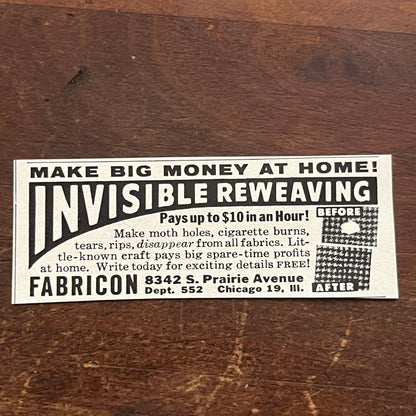 MAKE BIG MONEY AT HOME!
INVISIBLE REWEAVING
Pays up to $10 in an Hour!
Make moth holes, cigarette burns,
tears, rips, disappear from all fabrics. Lit-
tle-known craft pays big spare-time profits
at home. Write today for exciting details FREE!
FABRICON 8342 S. Prairie Avenue
Dept. 552 Chicago 19, Ill.
BEFORE
AFTER